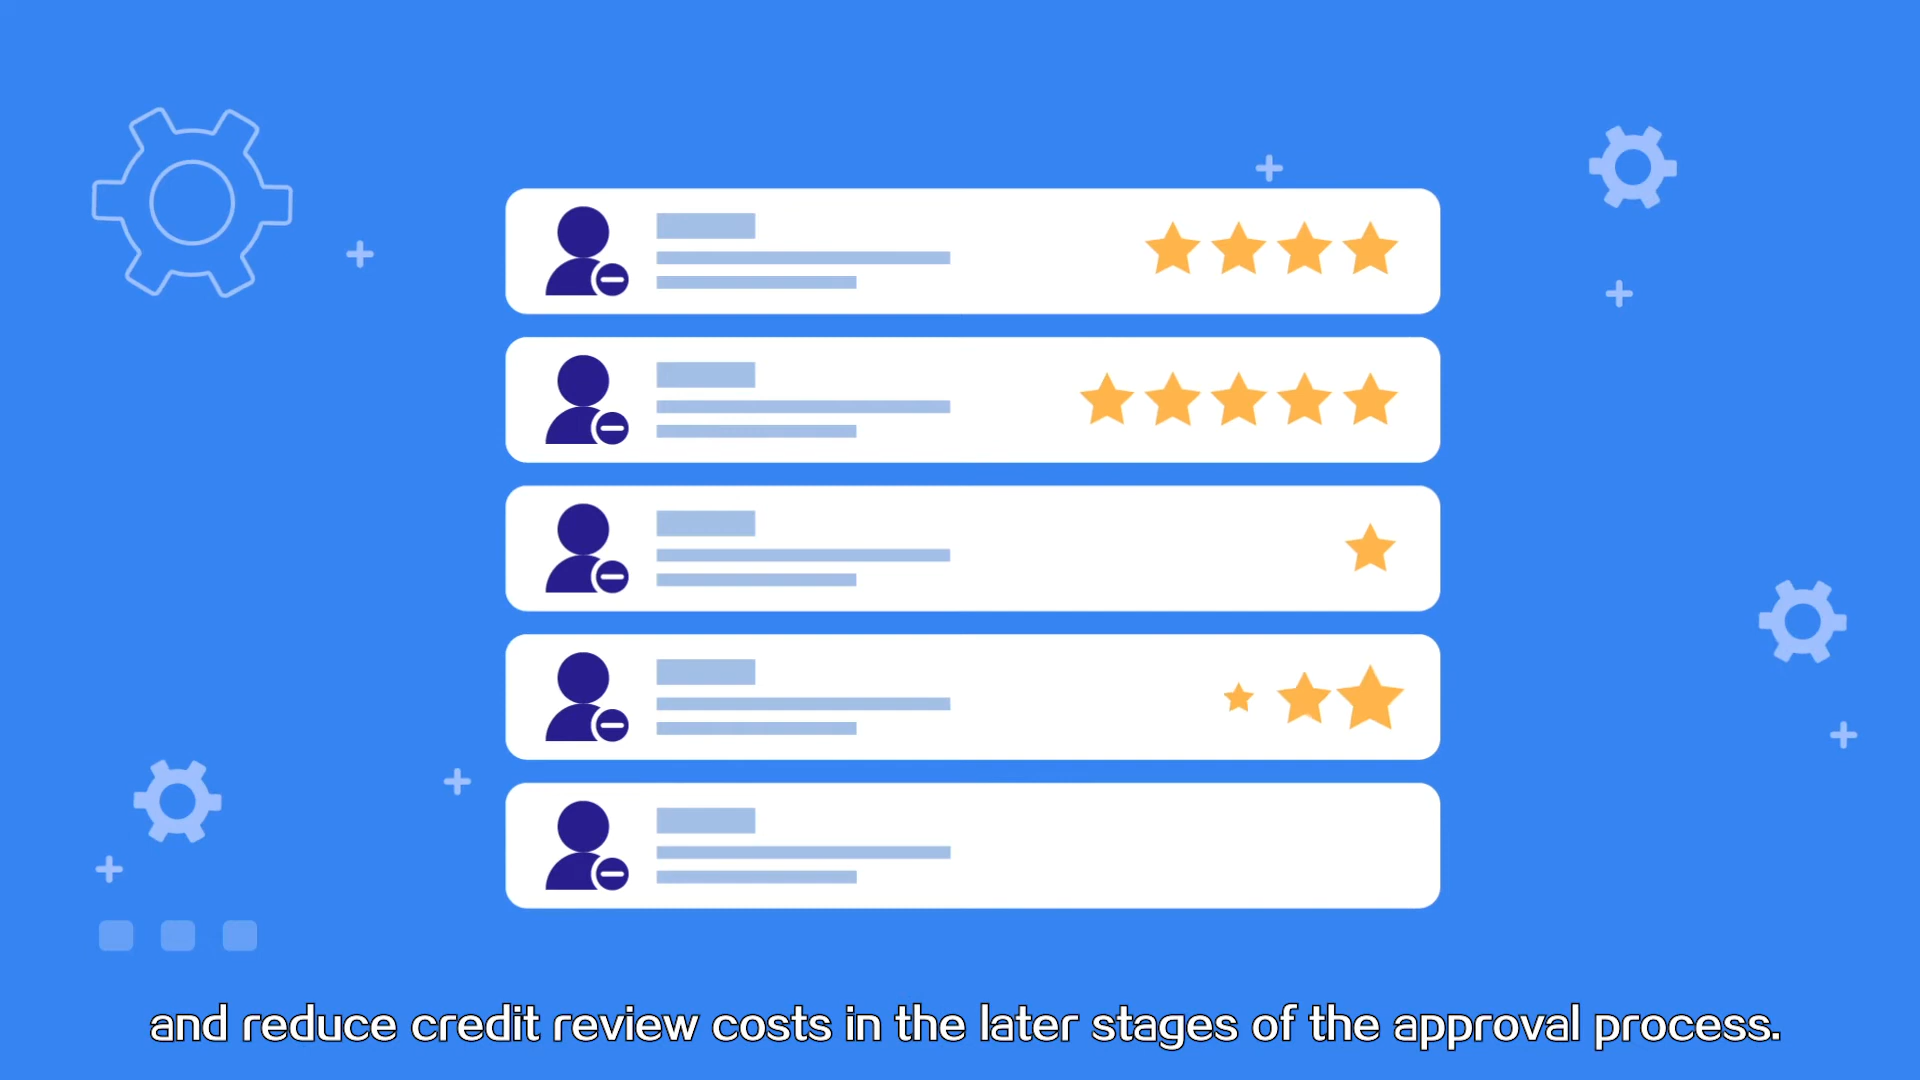 and reduce credit review costs in the later stages of the approval process.